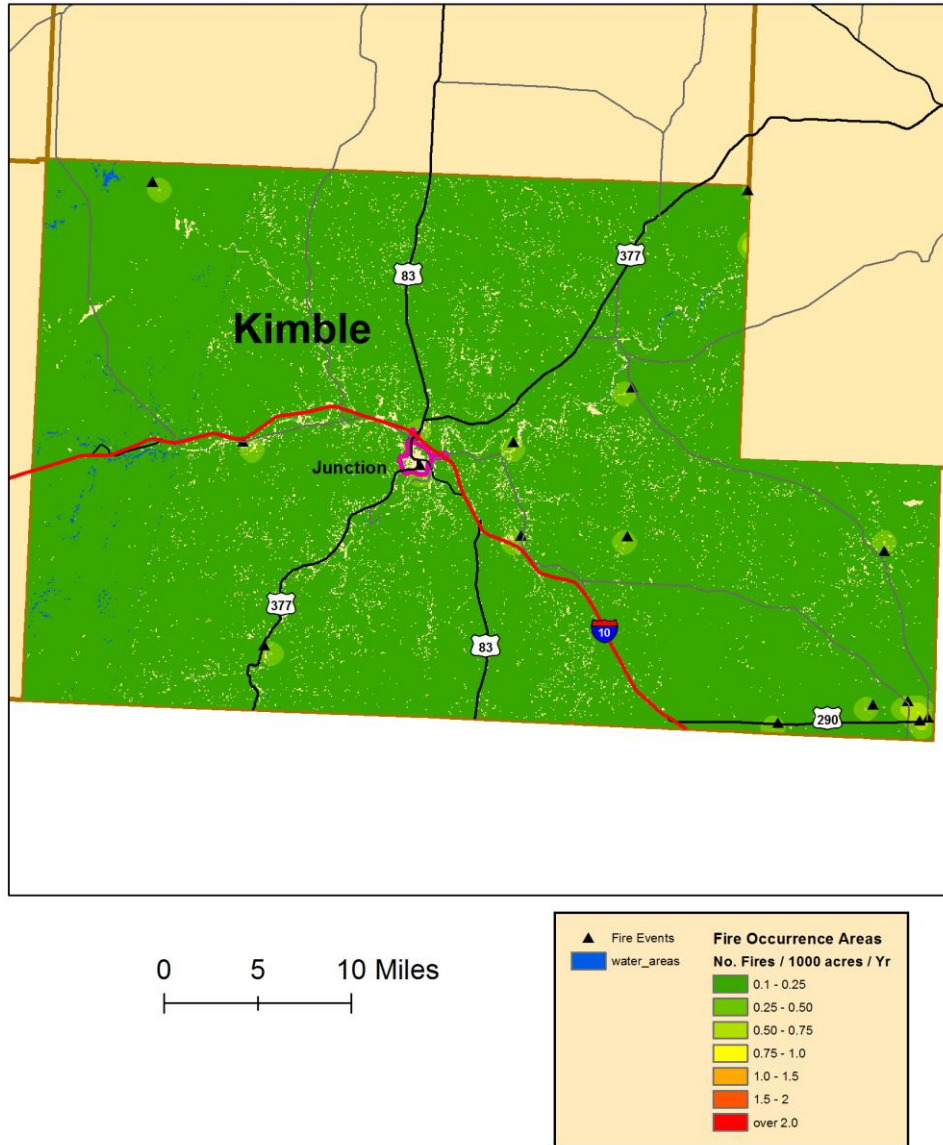 83
377
Kimble
Junction
377
83
10
290
0 5 10 Miles
Fire Events
water_areas
Fire Occurrence Areas
No. Fires / 1000 acres / Yr
0.1 - 0.25
0.25 - 0.50
0.50 - 0.75
0.75 - 1.0
1.0 - 1.5
1.5 - 2
over 2.0